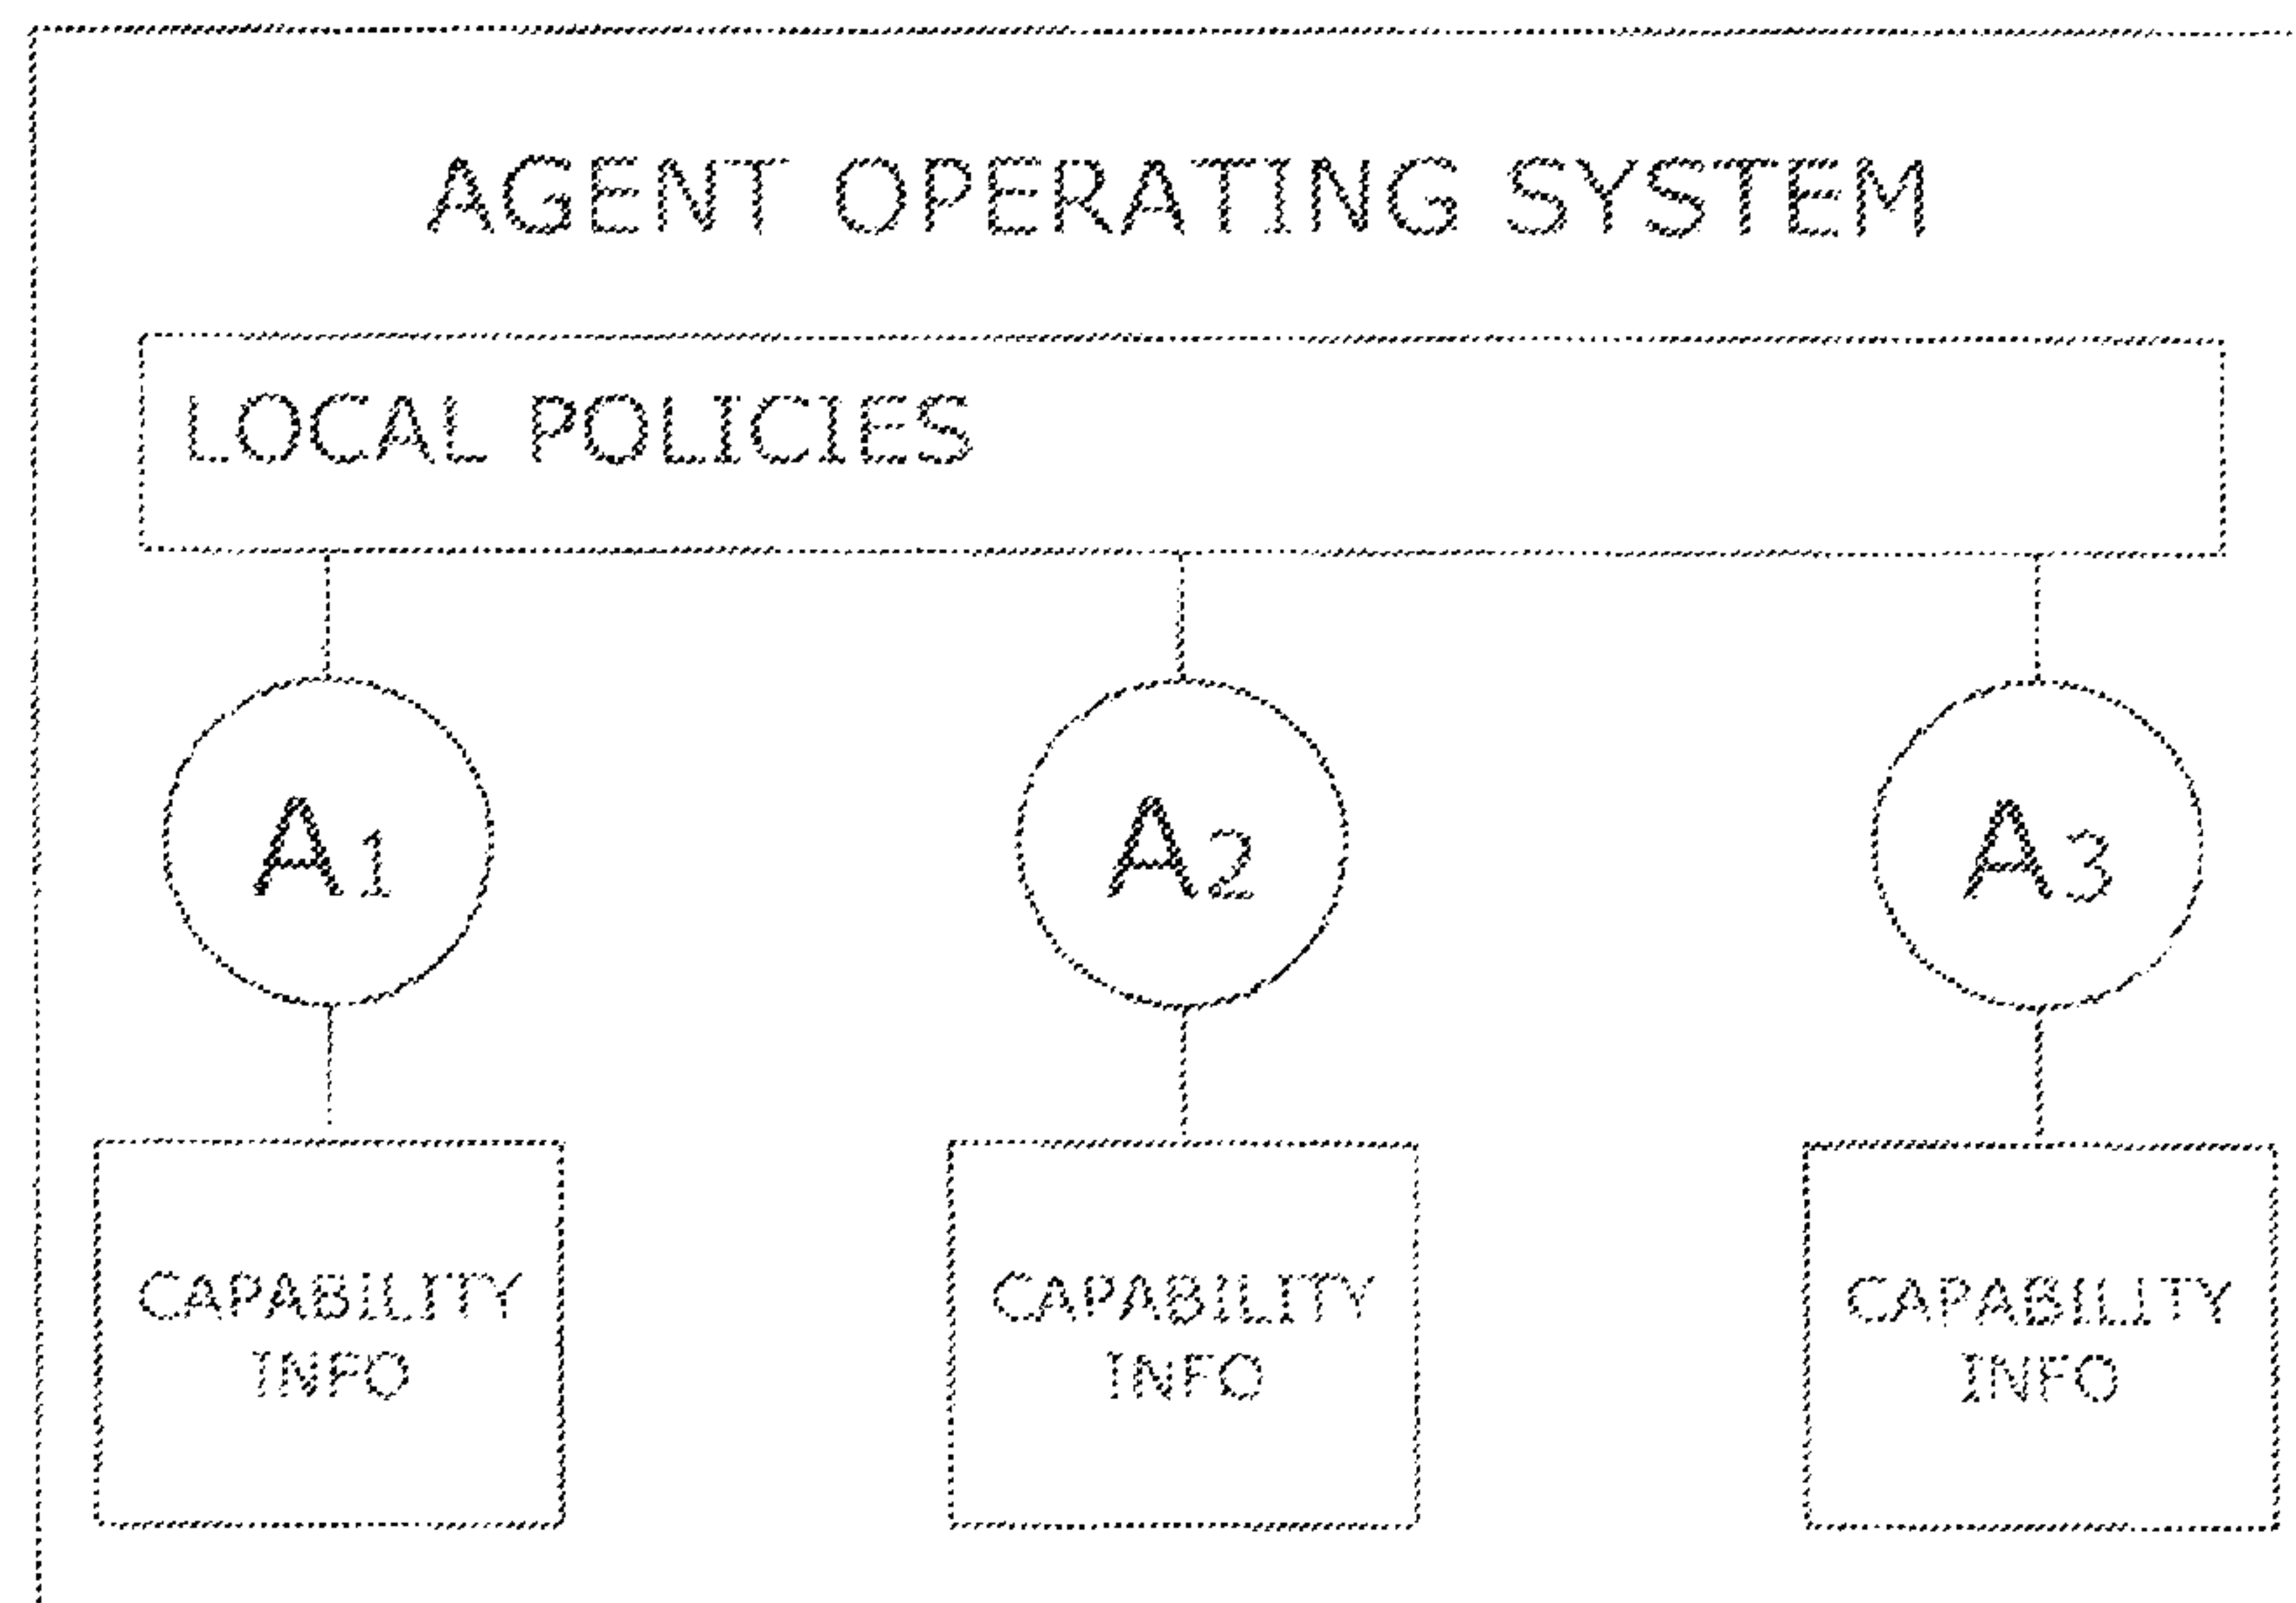 AGENT OPERATING SYSTEM
LOCAL POLICIES
A1 A2 A3
CAPABILITY CAPABILITY CAPABILITY
INFO INFO INFO